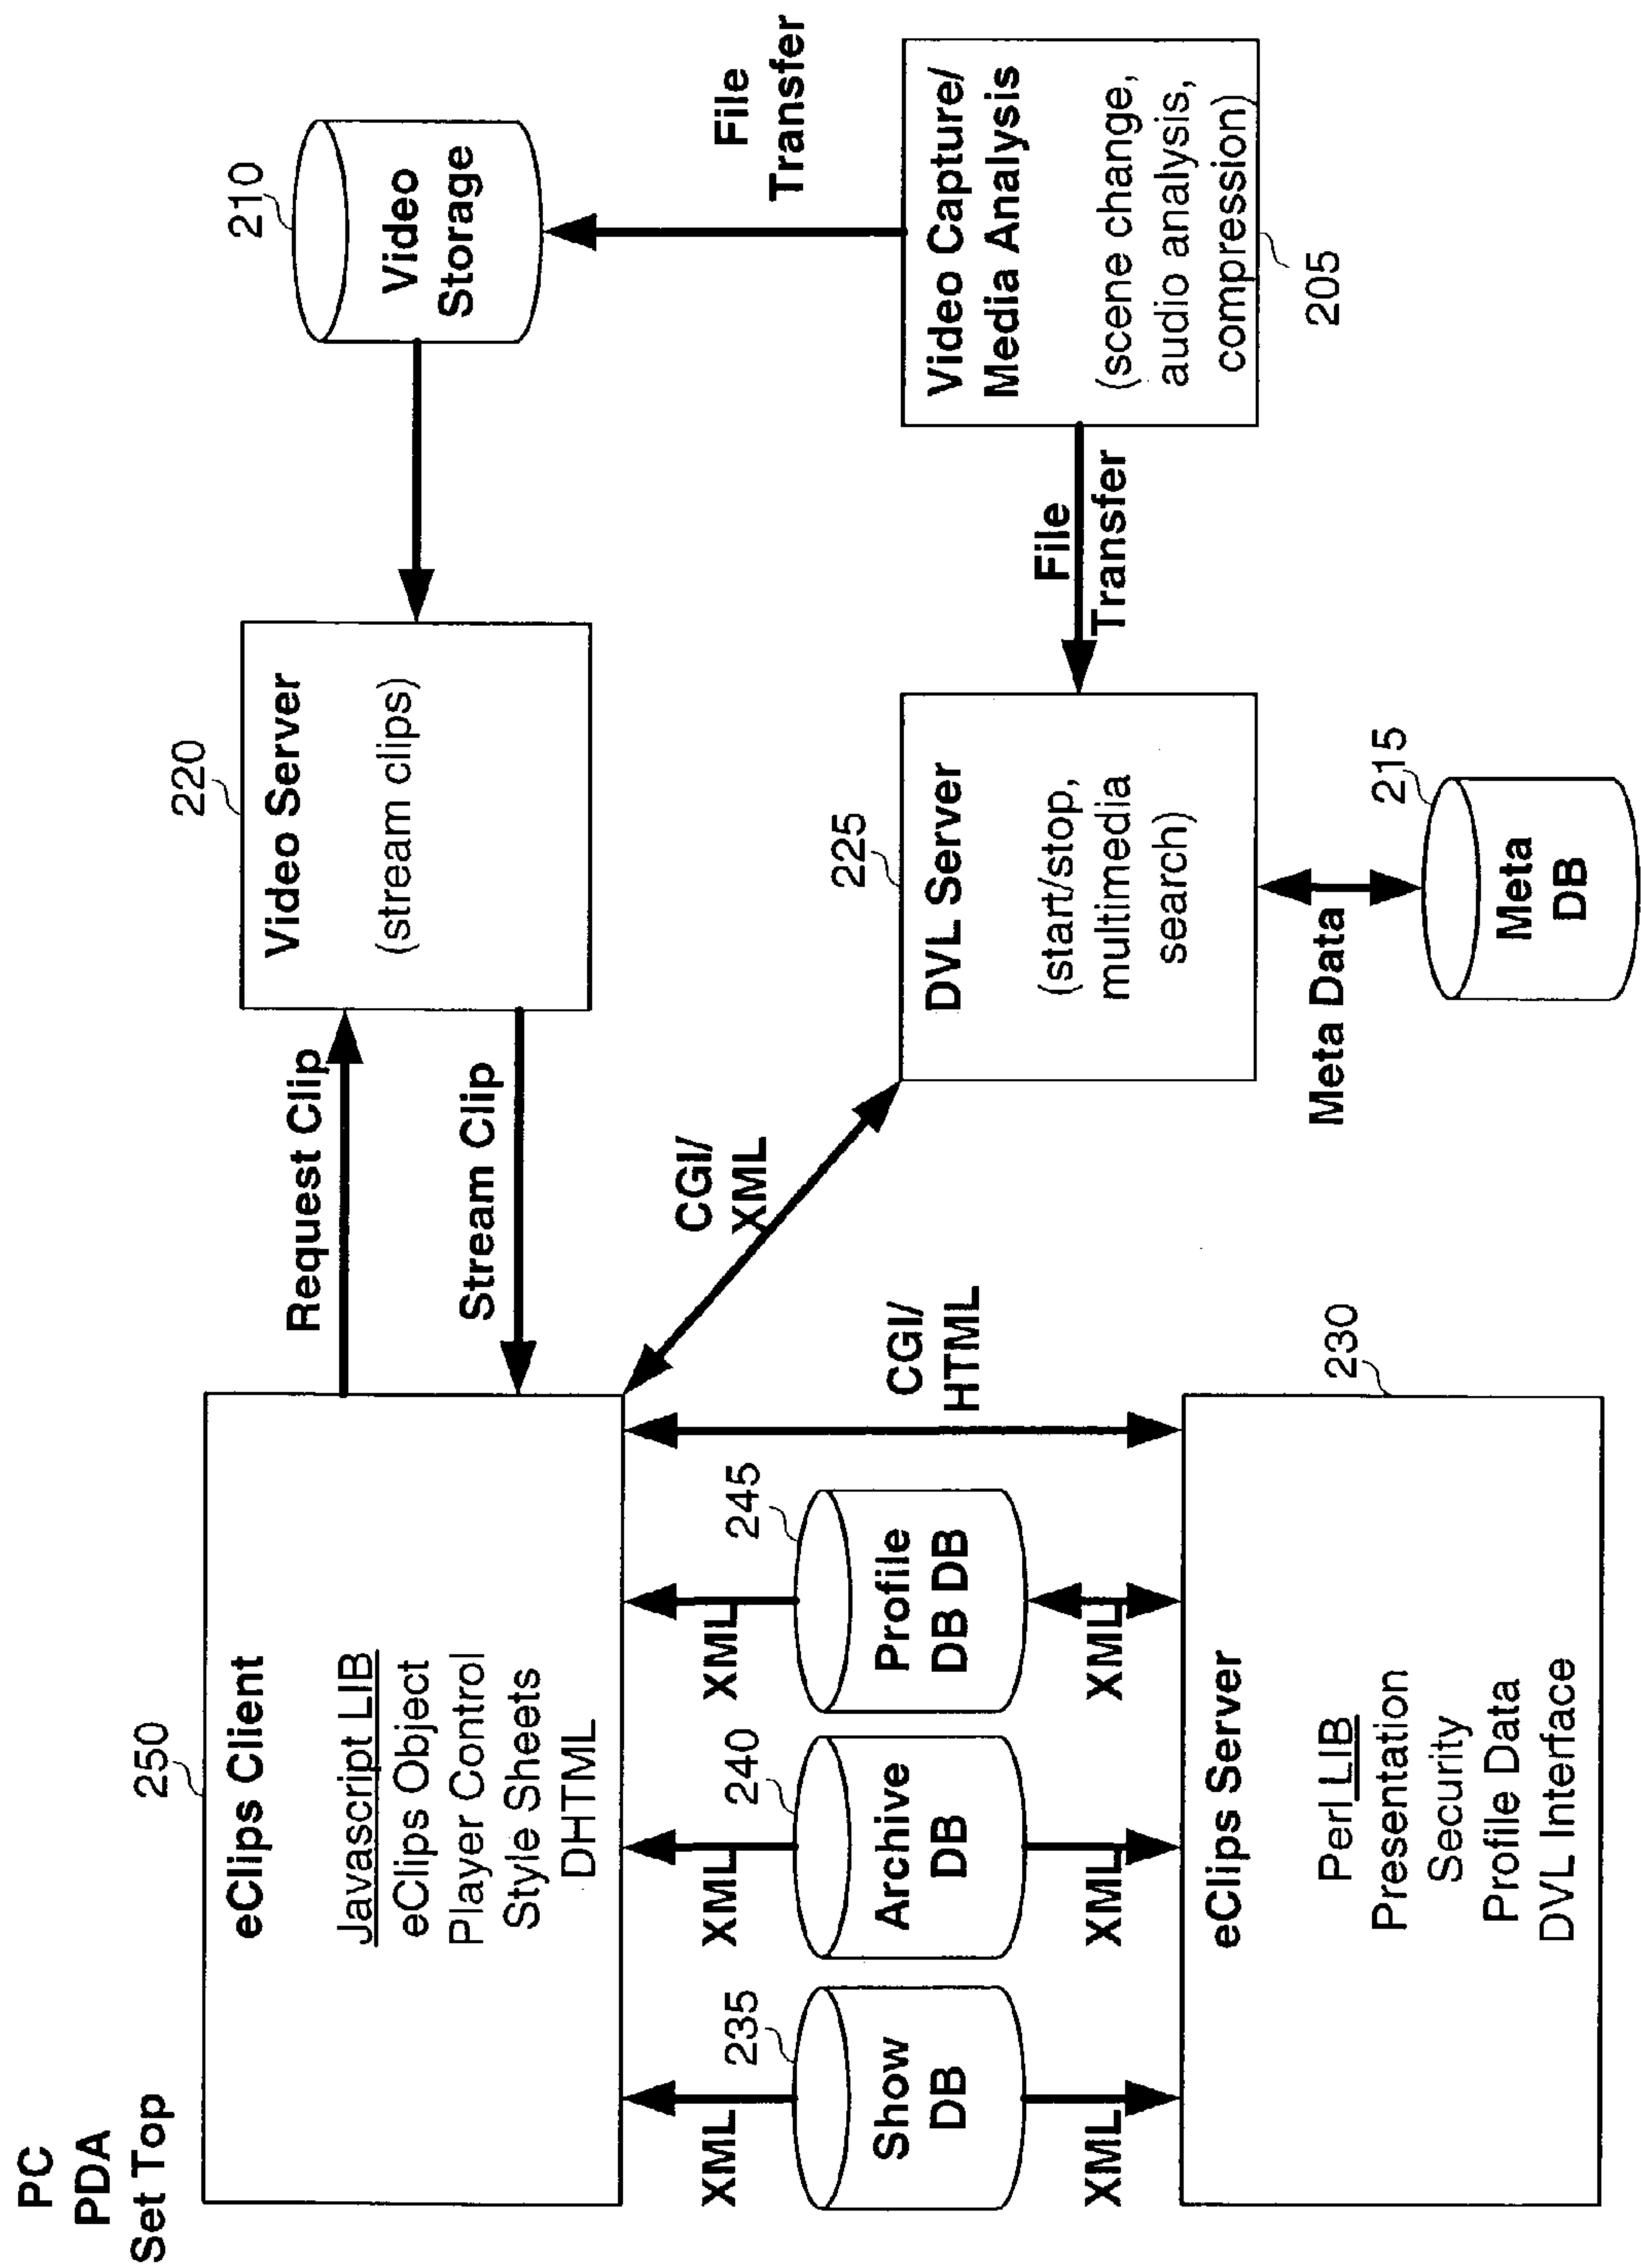 PC
PDA
Set Top
250
eClips Client
Javascript LIB
eClips Object
Player Control
Style Sheets
DHTML
Request Clip
Stream Clip
220
Video Server
(stream clips)
210
Video
Storage
File
Transfer
XML
XML
XML
235
Show
DB
240
Archive
DB
245
Profile
DB DB
XML
XML
XML
CGI/
HTML
CGI/
XML
225
DVL Server
(start/stop,
multimedia
search)
File
Transfer
Video Capture/
Media Analysis
(scene change,
audio analysis,
compression)
205
Meta Data
215
Meta
DB
230
eClips Server
Perl LIB
Presentation
Security
Profile Data
DVL Interface